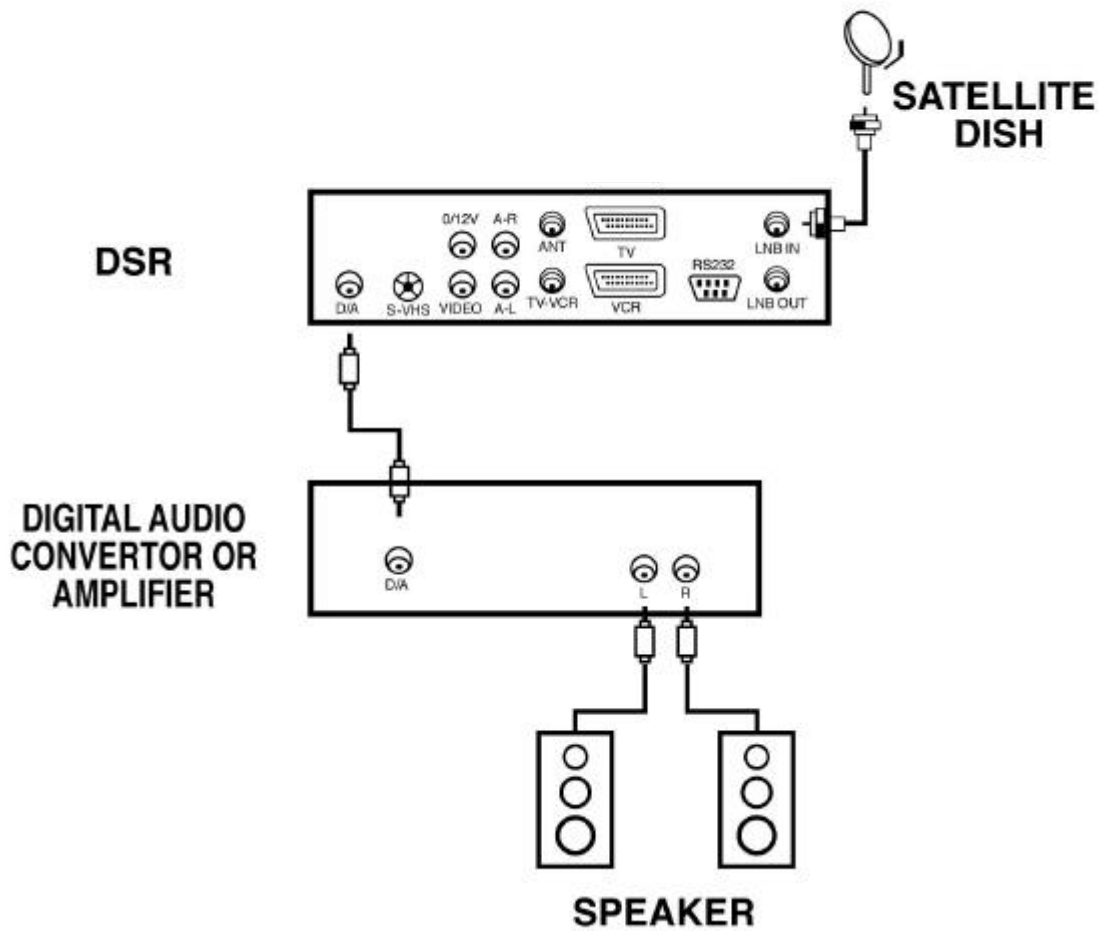 SATELLITE
DISH
DSR
0/12V A-R ANT TV LNB IN
D/A S-VHS VIDEO A-L TV-VCR VCR RS232 LNB OUT
DIGITAL AUDIO
CONVERTOR OR
AMPLIFIER
D/A L R
SPEAKER